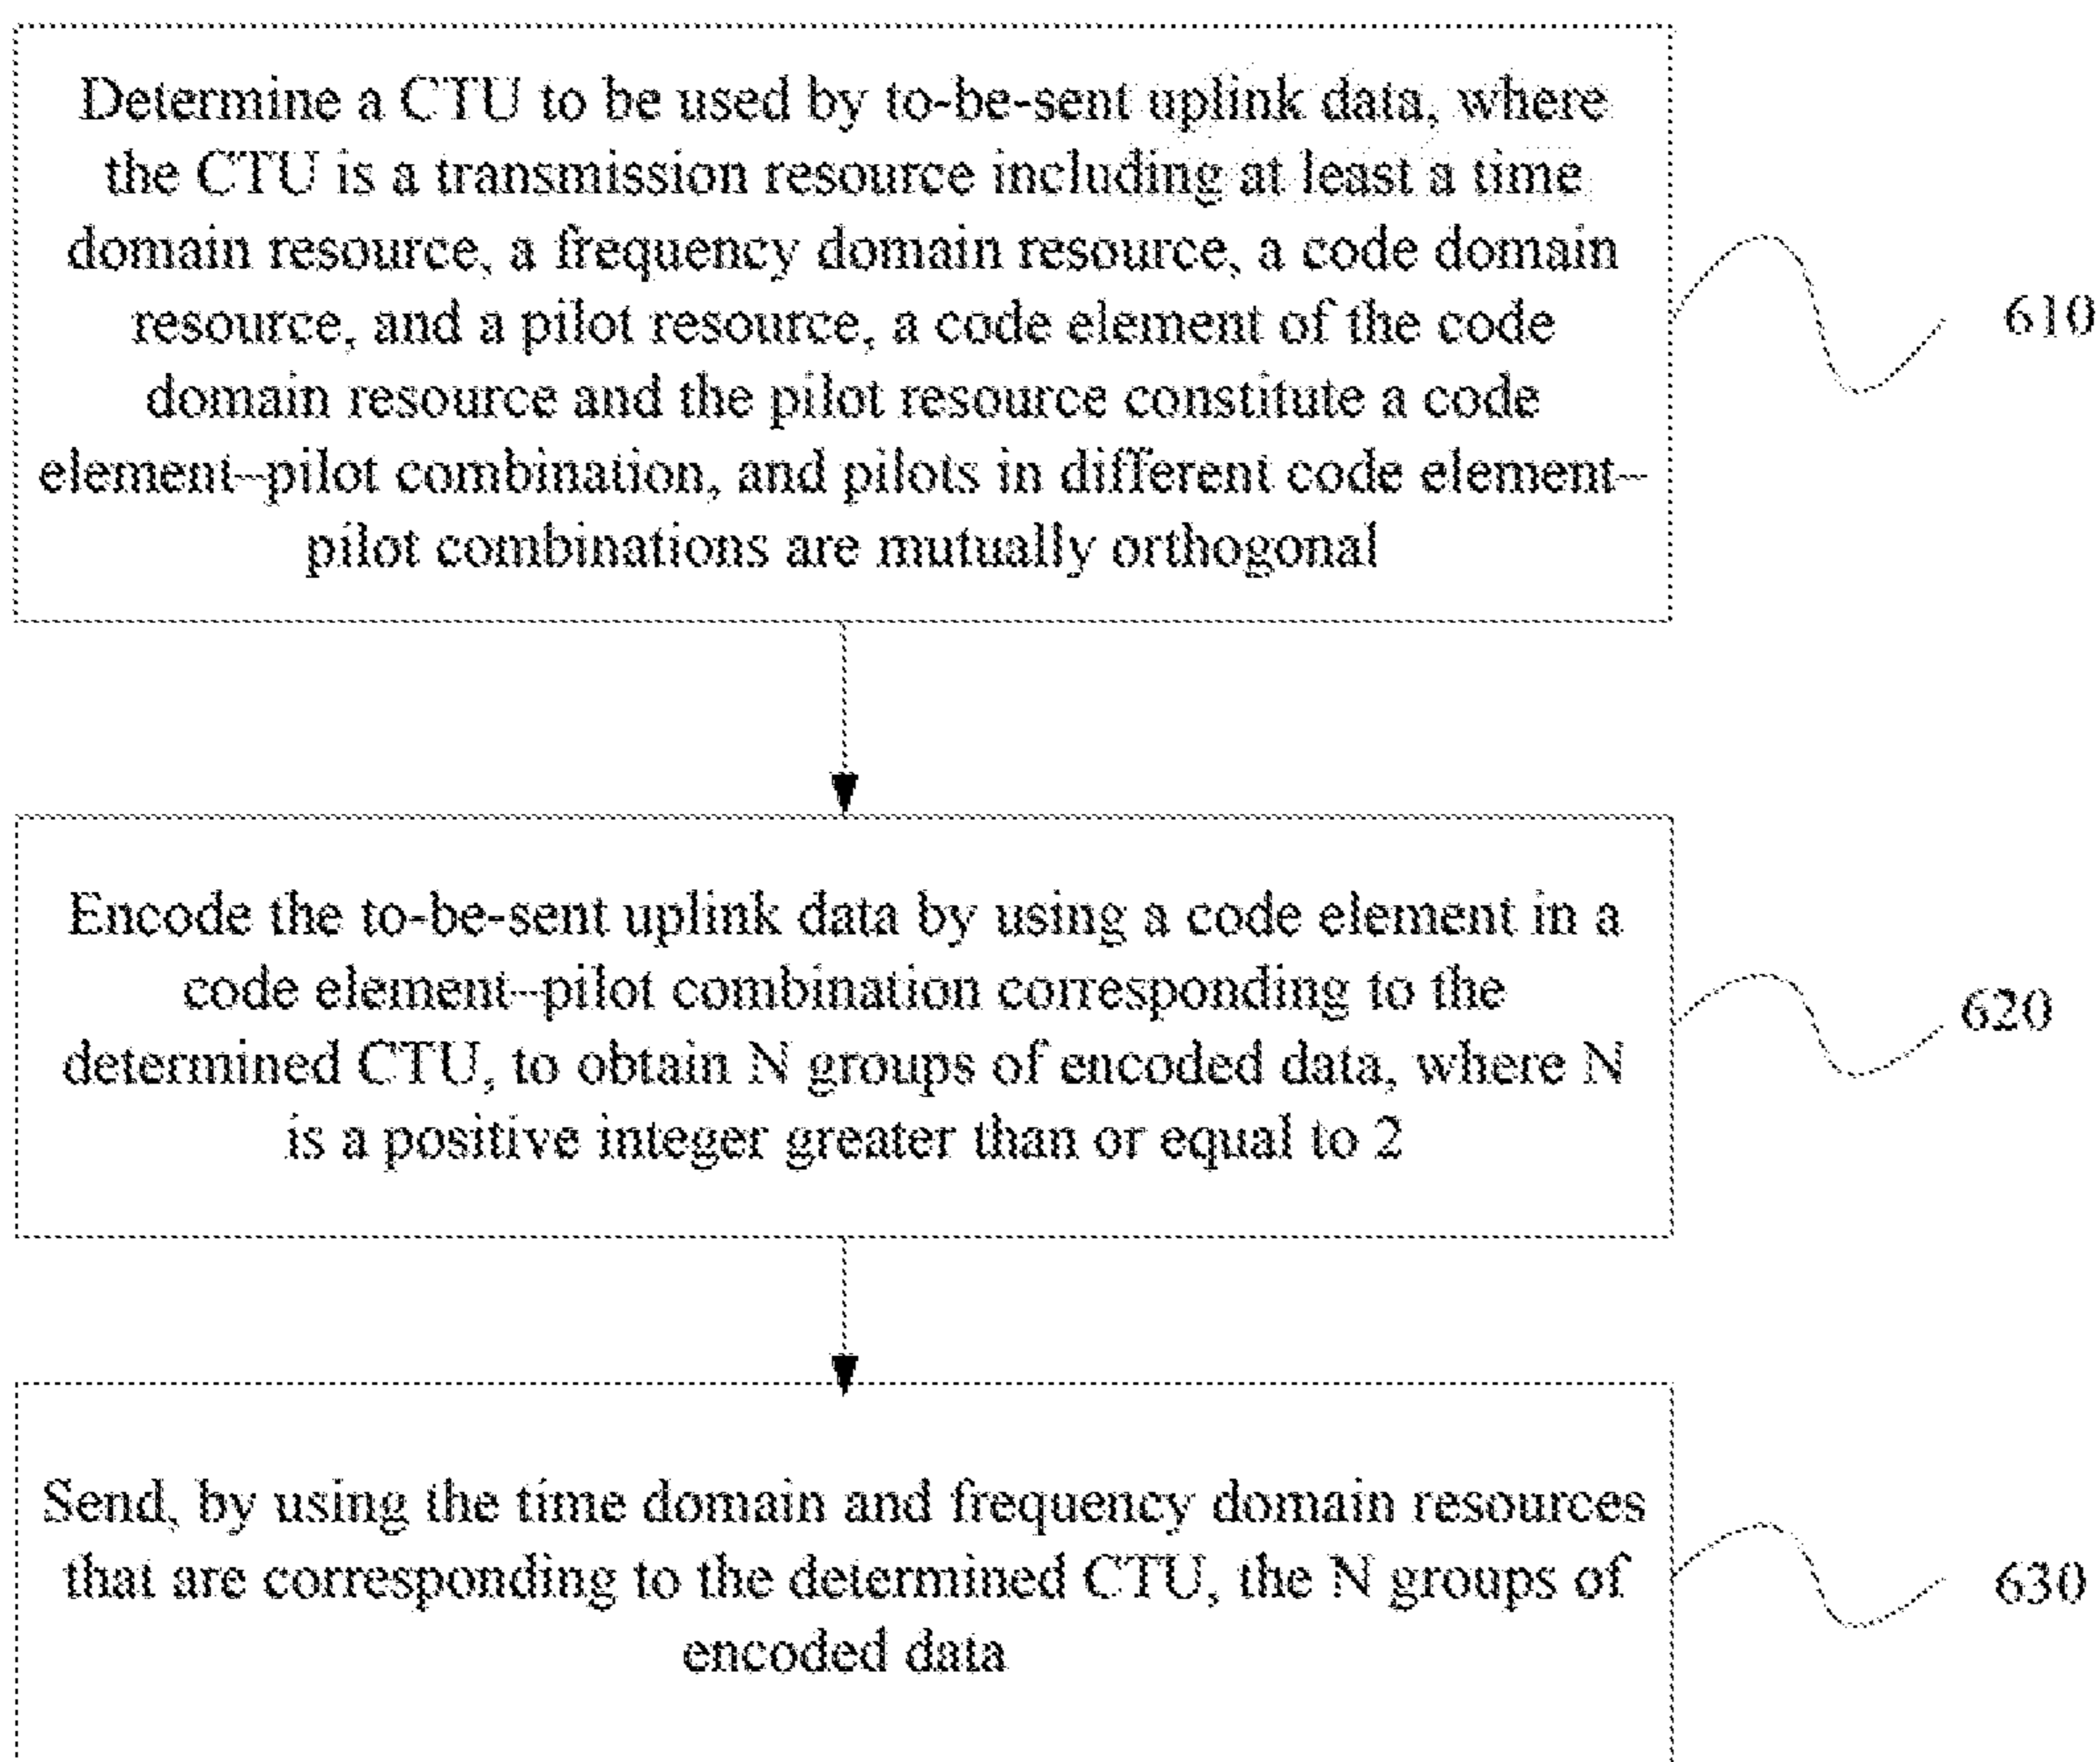 Determine a CTU to be used by to-be-sent uplink data, where
the CTU is a transmission resource including at least a time
domain resource, a frequency domain resource, a code domain
resource, and a pilot resource, a code element of the code
domain resource and the pilot resource constitute a code
element--pilot combination, and pilots in different code element--
pilot combinations are mutually orthogonal
610
Encode the to-be-sent uplink data by using a code element in a
code element--pilot combination corresponding to the
determined CTU, to obtain N groups of encoded data, where N
is a positive integer greater than or equal to 2
620
Send, by using the time domain and frequency domain resources
that are corresponding to the determined CTU, the N groups of
encoded data
630